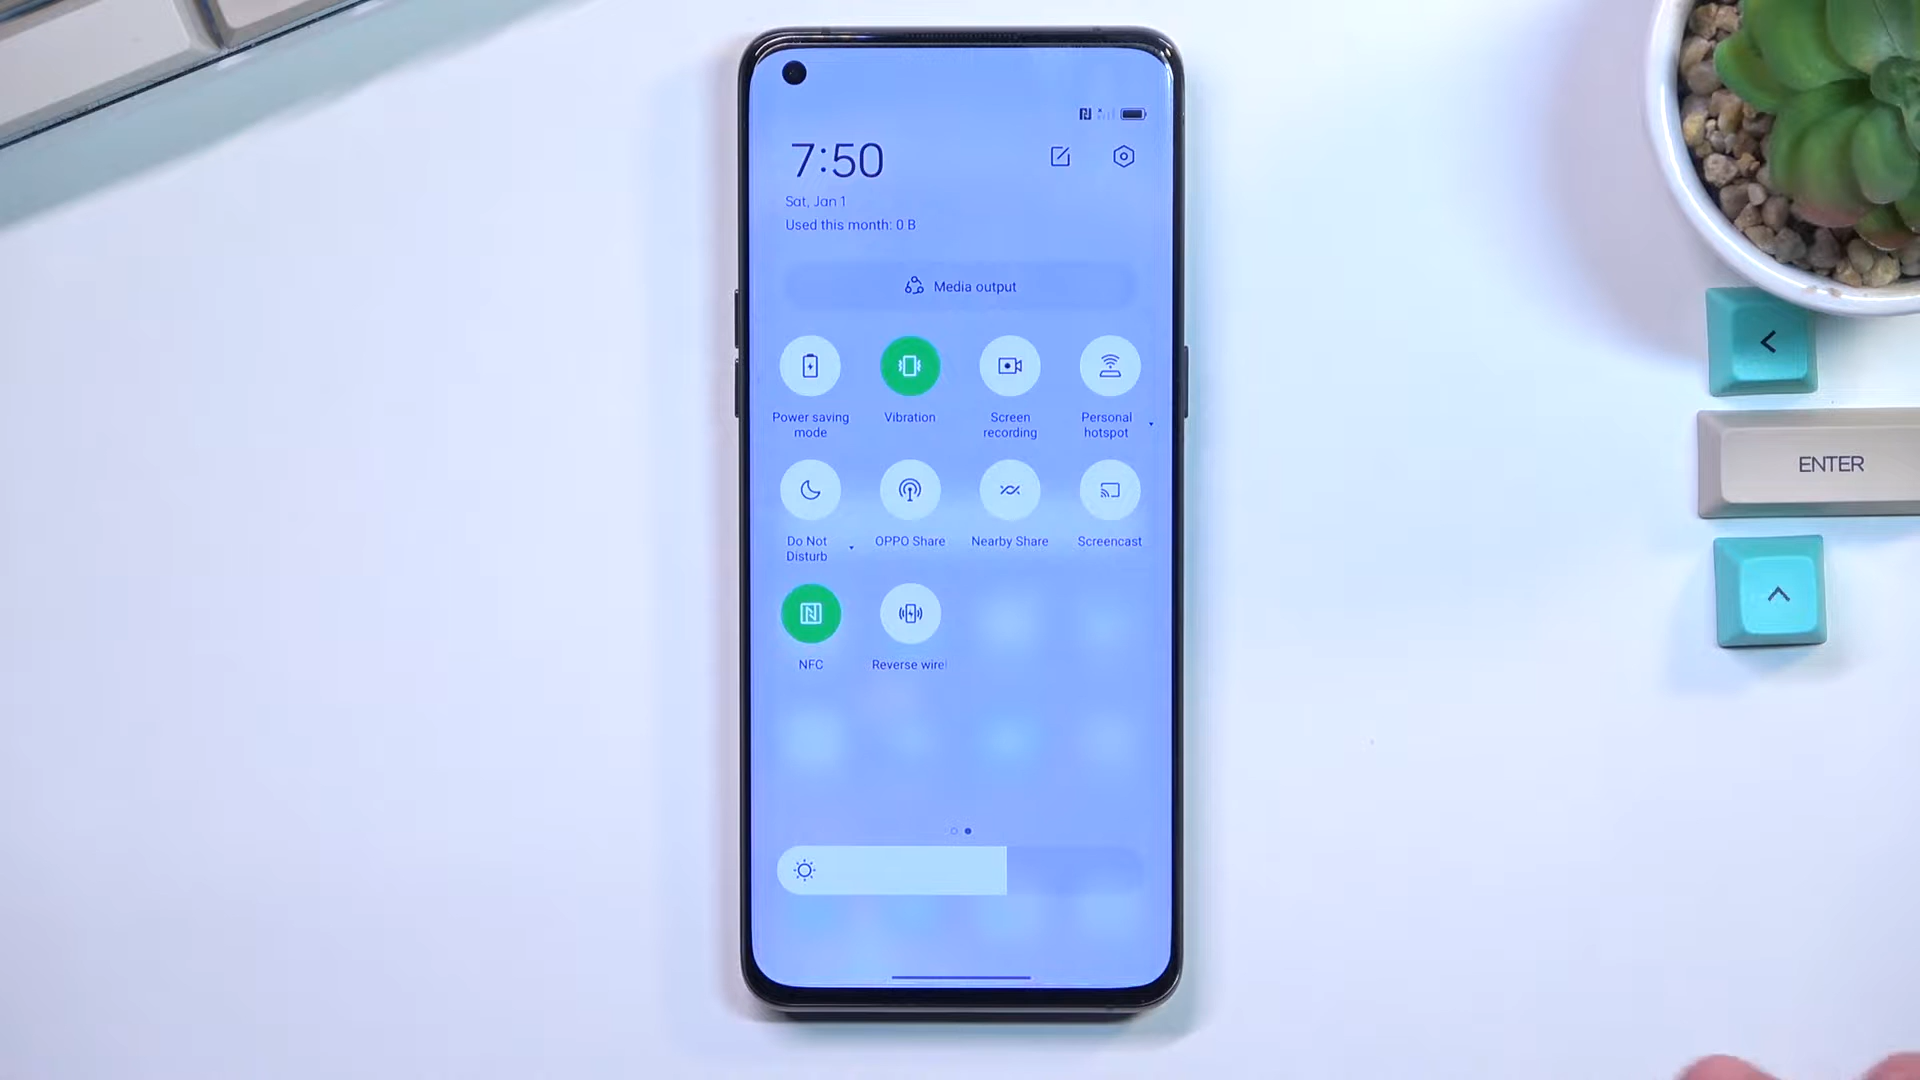 7:50
Sat, Jan 1
Used this month: 0 B
Media output
Power saving
mode
Vibration
Screen
recording
Personal
hotspot
Do Not
Disturb
OPPO Share
Nearby Share
Screencast
NFC
Reverse wirel
<
ENTER
^